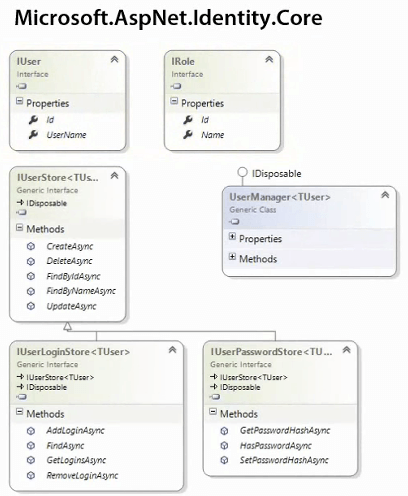 Microsoft.AspNet.Identity.Core
IUser
Interface
Properties
Id
UserName
IRole
Interface
Properties
Id
Name
IUserStore<TUs...
Generic Interface
IDisposable
Methods
CreateAsync
DeleteAsync
FindByIdAsync
FindByNameAsync
UpdateAsync
IDisposable
UserManager<TUser>
Generic Class
Properties
Methods
IUserLoginStore<TUser>
Generic Interface
IUserStore<TUser>
IDisposable
Methods
AddLoginAsync
FindAsync
GetLoginsAsync
RemoveLoginAsync
IUserPasswordStore<TU...
Generic Interface
IUserStore<TUser>
IDisposable
Methods
GetPasswordHashAsync
HasPasswordAsync
SetPasswordHashAsync